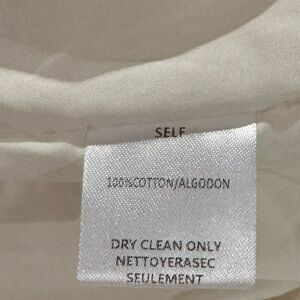 SELF
100%COTTON/ALGODON
DRY CLEAN ONLY
NETTOYERASEC
SEULEMENT